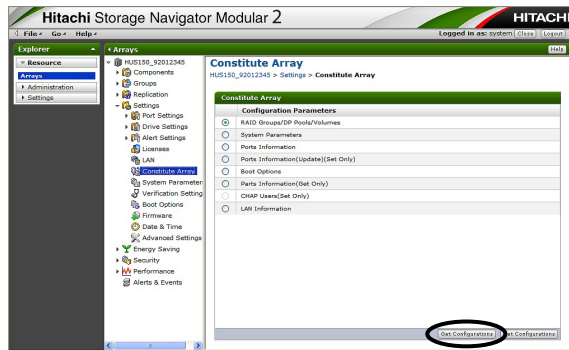 Hitachi Storage Navigator Modular 2
HITACHI
File Go Help
Logged in as: system Close Logout
Explorer
Arrays
Help
Resource
Arrays
Administration
Settings
HUS150_92012345
Components
Groups
Replication
Settings
Port Settings
Drive Settings
Alert Settings
Licenses
LAN
Constitute Array
System Parameter
Verification Setting
Boot Options
Firmware
Date & Time
Advanced Settings
Energy Saving
Security
Performance
Alerts & Events
Constitute Array
HUS150_92012345 > Settings > Constitute Array
Constitute Array
Configuration Parameters
RAID Groups/DP Pools/Volumes
System Parameters
Ports Information
Ports Information(Update)(Set Only)
Boot Options
Parts Information(Get Only)
CHAP Users(Set Only)
LAN Information
Get Configurations
et Configurations